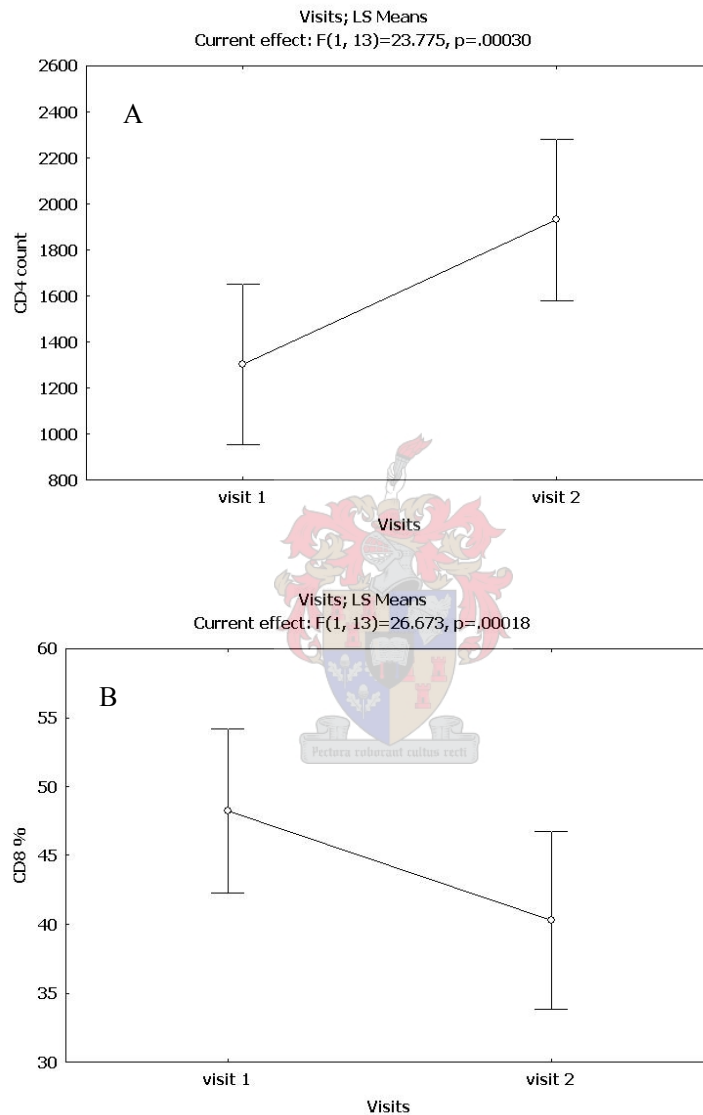 Visits; LS Means
Current effect: F(1, 13)=23.775, p=.00030
A
2600
2400
2200
2000
1800
1600
1400
1200
1000
800
CD4 count
visit 1 visit 2
Visits
Visits; LS Means
Current effect: F(1, 13)=26.673, p=.00018
B
60
55
50
45
40
35
30
CD8 %
visit 1 visit 2
Visits
Pectora roborant cultus recti